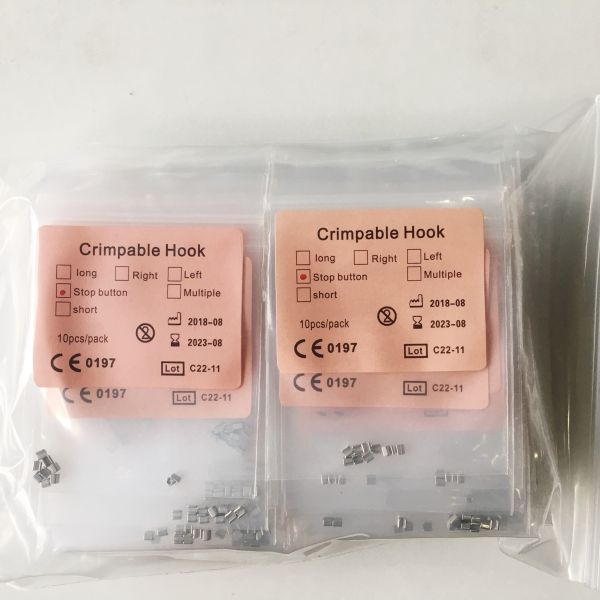 Crimpable Hook
long Right Left
Stop button Multiple
short
2018-08
10pcs/pack
2023-08
CE 0197
Lot C22-11
CE 0197
Lot C22-11
Crimpable Hook
long Right Left
Stop button Multiple
short
2018-08
10pcs/pack
2023-08
CE 0197
Lot C22-11
CE 0197
Lot C22-11